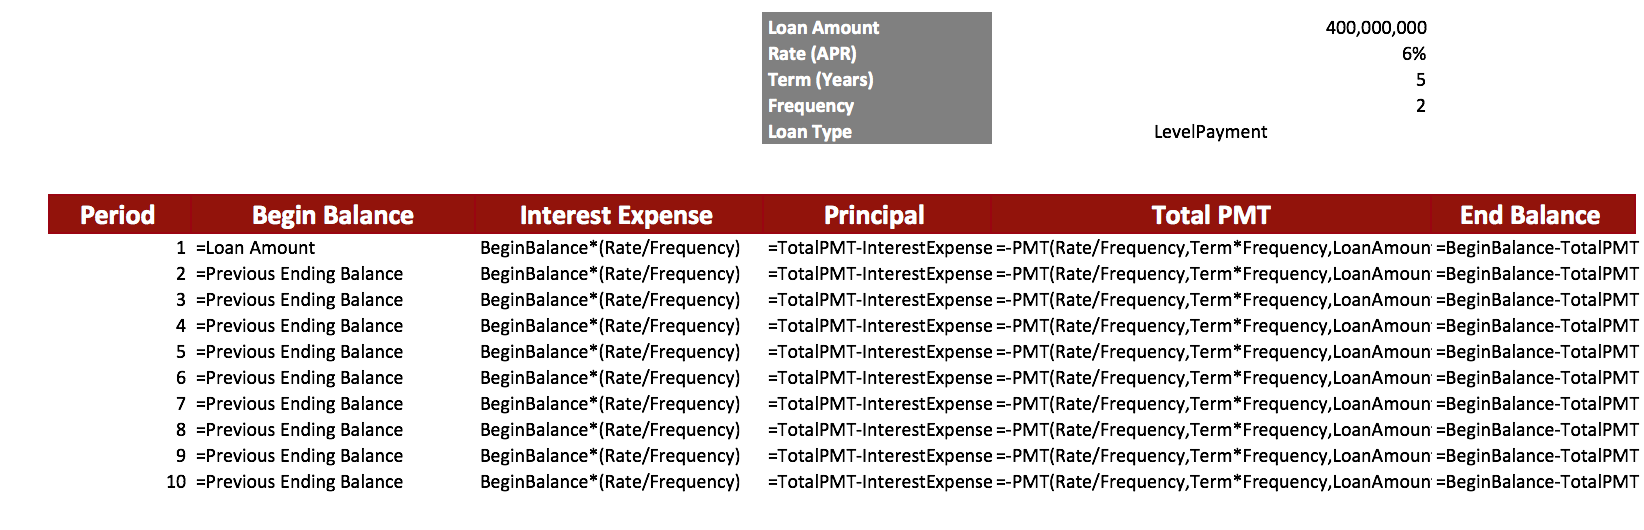 Loan Amount 400,000,000
Rate (APR) 6%
Term (Years) 5
Frequency 2
Loan Type LevelPayment
Period Begin Balance Interest Expense Principal Total PMT End Balance
1 =Loan Amount BeginBalance*(Rate/Frequency) =TotalPMT-InterestExpense =-PMT(Rate/Frequency,Term*Frequency,LoanAmoun =BeginBalance-TotalPMT
2 =Previous Ending Balance BeginBalance*(Rate/Frequency) =TotalPMT-InterestExpense =-PMT(Rate/Frequency,Term*Frequency,LoanAmoun =BeginBalance-TotalPMT
3 =Previous Ending Balance BeginBalance*(Rate/Frequency) =TotalPMT-InterestExpense =-PMT(Rate/Frequency,Term*Frequency,LoanAmoun =BeginBalance-TotalPMT
4 =Previous Ending Balance BeginBalance*(Rate/Frequency) =TotalPMT-InterestExpense =-PMT(Rate/Frequency,Term*Frequency,LoanAmoun =BeginBalance-TotalPMT
5 =Previous Ending Balance BeginBalance*(Rate/Frequency) =TotalPMT-InterestExpense =-PMT(Rate/Frequency,Term*Frequency,LoanAmoun =BeginBalance-TotalPMT
6 =Previous Ending Balance BeginBalance*(Rate/Frequency) =TotalPMT-InterestExpense =-PMT(Rate/Frequency,Term*Frequency,LoanAmoun =BeginBalance-TotalPMT
7 =Previous Ending Balance BeginBalance*(Rate/Frequency) =TotalPMT-InterestExpense =-PMT(Rate/Frequency,Term*Frequency,LoanAmoun =BeginBalance-TotalPMT
8 =Previous Ending Balance BeginBalance*(Rate/Frequency) =TotalPMT-InterestExpense =-PMT(Rate/Frequency,Term*Frequency,LoanAmoun =BeginBalance-TotalPMT
9 =Previous Ending Balance BeginBalance*(Rate/Frequency) =TotalPMT-InterestExpense =-PMT(Rate/Frequency,Term*Frequency,LoanAmoun =BeginBalance-TotalPMT
10 =Previous Ending Balance BeginBalance*(Rate/Frequency) =TotalPMT-InterestExpense =-PMT(Rate/Frequency,Term*Frequency,LoanAmoun =BeginBalance-TotalPMT